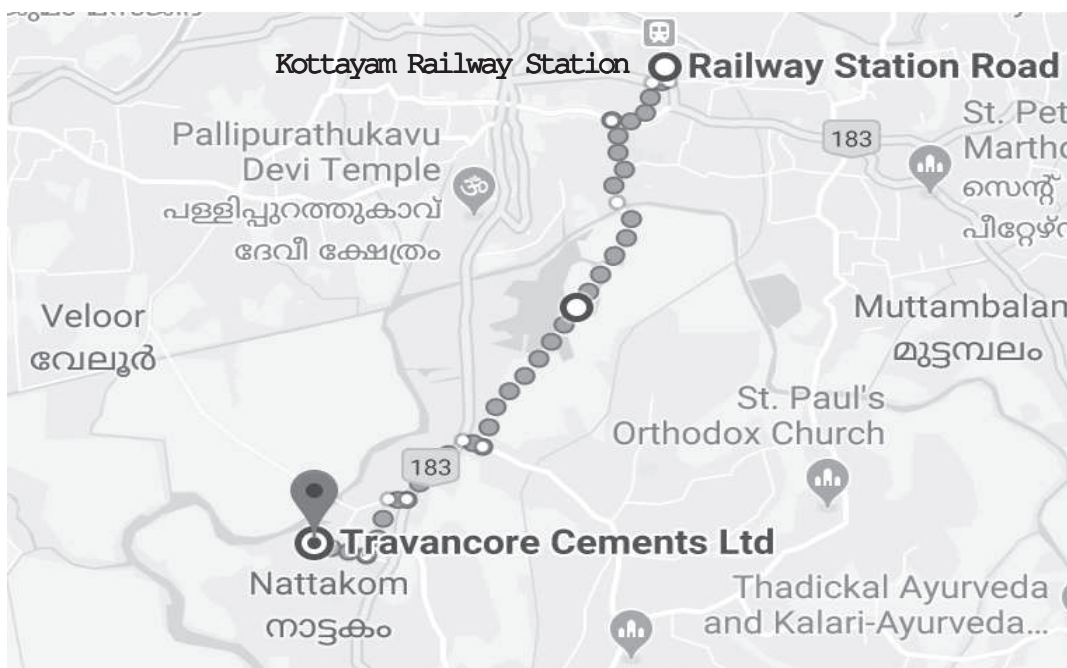 Kottayam Railway Station
Railway Station Road
Pallipurathukavu
Devi Temple
പള്ളിപ്പുറത്തുകാവ്
ദേവീ ക്ഷേത്രം
183
St. Pet
Martho
സെന്റ്
Veloor
വേലൂർ
Muttambalam
മുട്ടമ്പലം
St. Paul's
Orthodox Church
183
Travancore Cements Ltd
Nattakom
നാട്ടകം
Thadickal Ayurveda
and Kalari-Ayurveda...